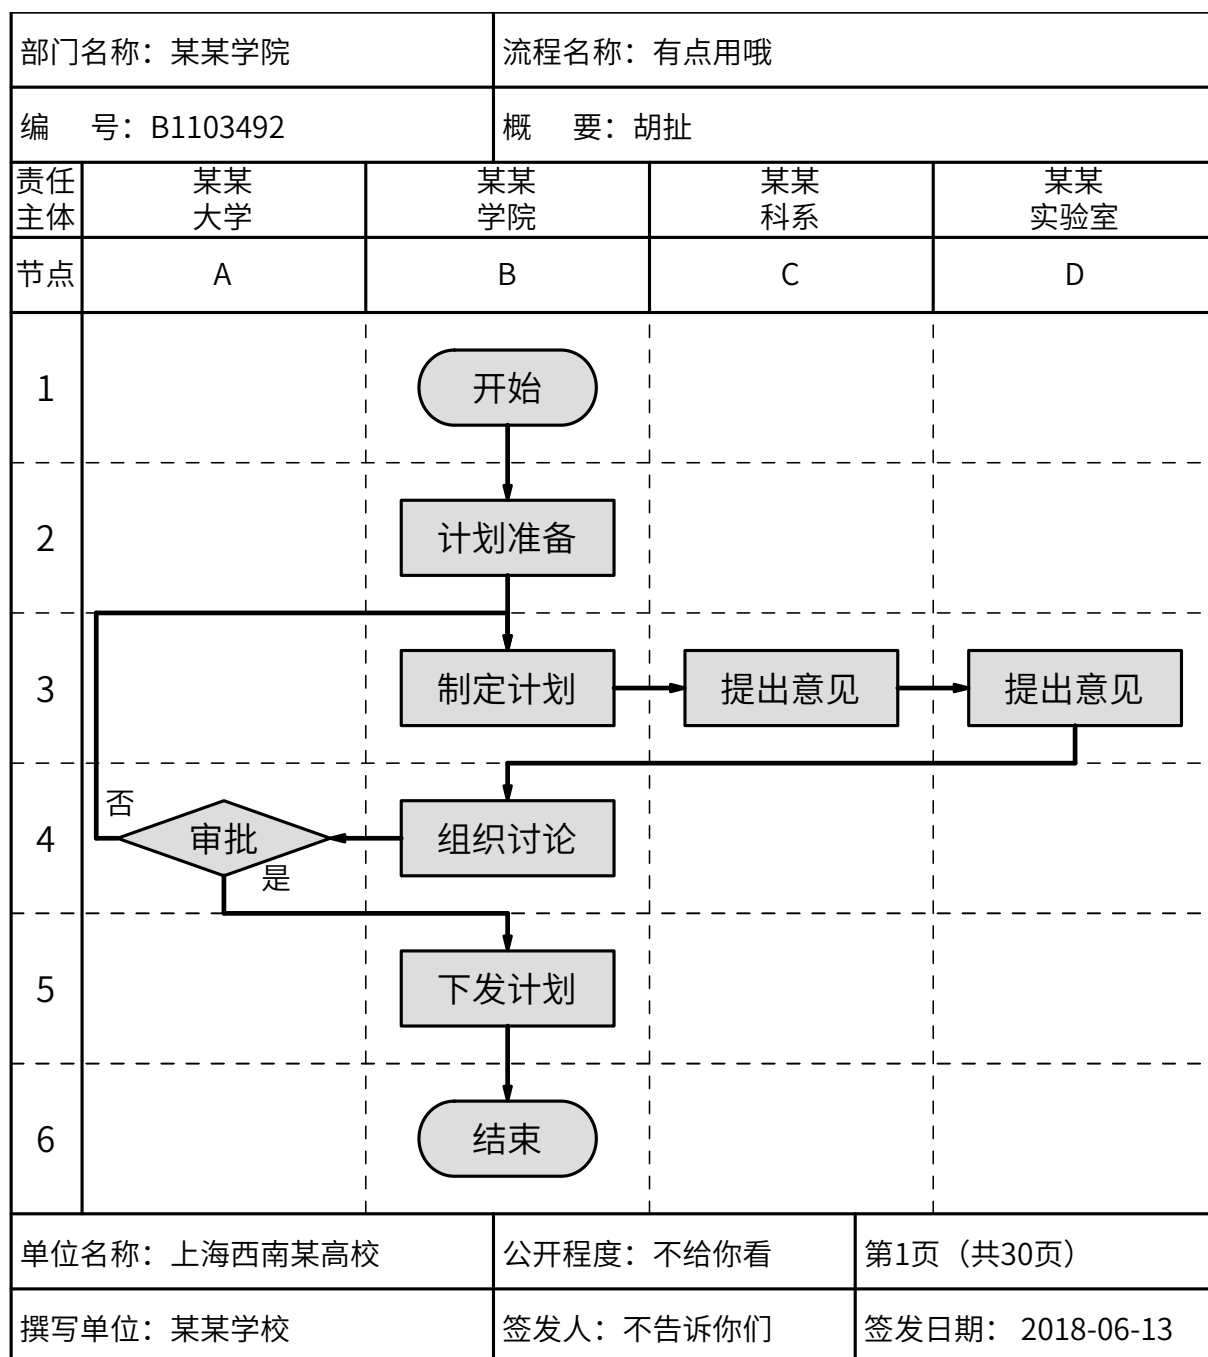 部门名称：某某学院
流程名称：有点用哦
编 号：B1103492
概 要：胡扯
责任
主体
某某
大学
某某
学院
某某
科系
某某
实验室
节点
A
B
C
D
1
开始
2
计划准备
3
制定计划
提出意见
提出意见
否
4
审批
组织讨论
是
5
下发计划
6
结束
单位名称：上海西南某高校
公开程度：不给你看
第1页（共30页）
撰写单位：某某学校
签发人：不告诉你们
签发日期： 2018-06-13